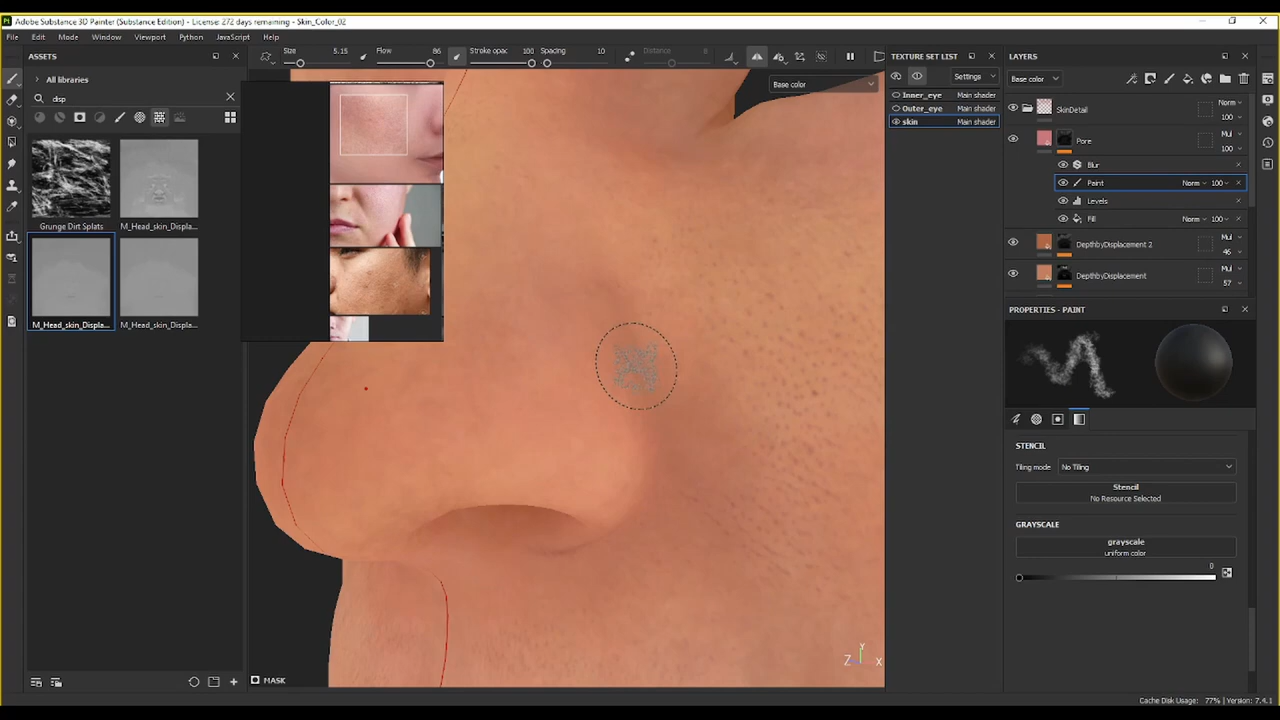 Adobe Substance 3D Painter (Substance Edition) - License: 272 days remaining - Skin_Color_02
File Edit Mode Window Viewport Python JavaScript Help
ASSETS
Size 5.15 Flow 86 Stroke opac 100 Spacing 10 Distance 8
TEXTURE SET LIST
LAYERS
All libraries
Settings
Base color
Base color
disp
Inner_eye Main shader
Outer_eye Main shader
skin Main shader
SkinDetail Norm 100
Pore Mul 100
Blur
Paint Norm 100
Levels
Fill Norm 100
Grunge Dirt Splats M_Head_skin_Displa...
DepthbyDisplacement 2 Mul 46
DepthbyDisplacement Mul 57
M_Head_skin_Displa... M_Head_skin_Displa...
PROPERTIES - PAINT
STENCIL
Tiling mode No Tiling
Stencil
No Resource Selected
GRAYSCALE
grayscale
uniform color
0
Y
Z X
MASK
Cache Disk Usage: 77% | Version: 7.4.1